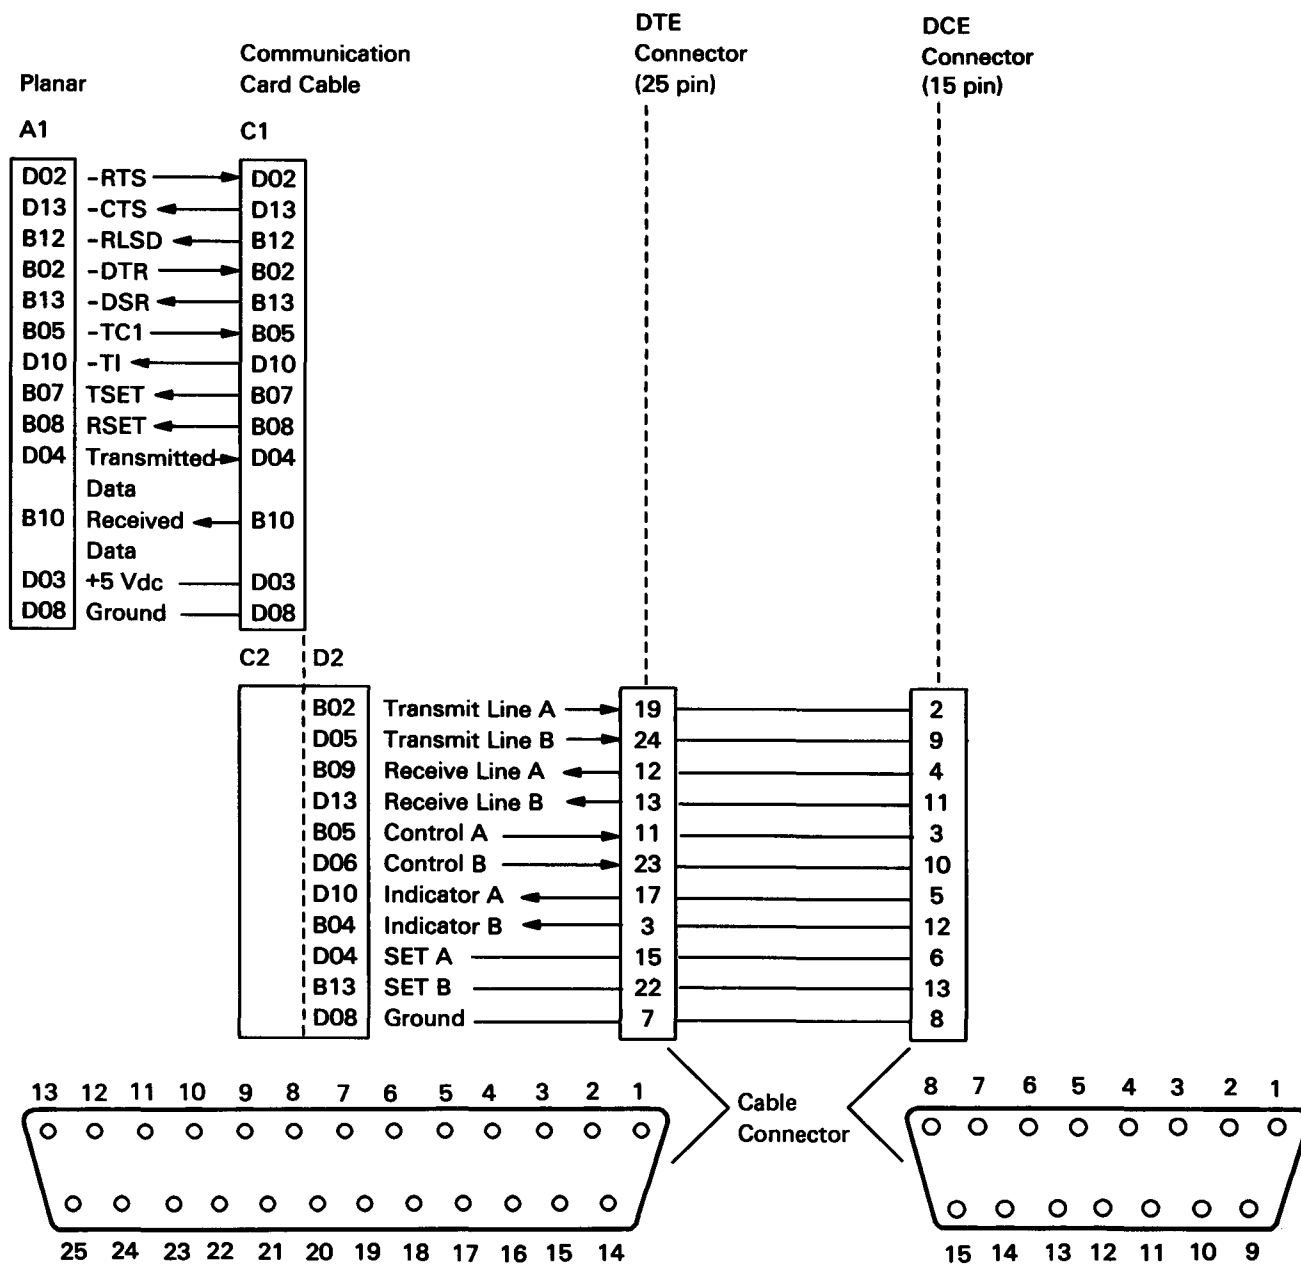 DTE
Connector
(25 pin)
DCE
Connector
(15 pin)
Communication
Card Cable
Planar
A1
C1
D02 -RTS D02
D13 -CTS D13
B12 -RLSD B12
B02 -DTR B02
B13 -DSR B13
B05 -TC1 B05
D10 -TI D10
B07 TSET B07
B08 RSET B08
D04 Transmitted D04
Data
B10 Received B10
Data
D03 +5 Vdc D03
D08 Ground D08
C2 D2
B02 Transmit Line A 19 2
D05 Transmit Line B 24 9
B09 Receive Line A 12 4
D13 Receive Line B 13 11
B05 Control A 11 3
D06 Control B 23 10
D10 Indicator A 17 5
B04 Indicator B 3 12
D04 SET A 15 6
B13 SET B 22 13
D08 Ground 7 8
13 12 11 10 9 8 7 6 5 4 3 2 1
Cable
Connector
8 7 6 5 4 3 2 1
25 24 23 22 21 20 19 18 17 16 15 14
15 14 13 12 11 10 9